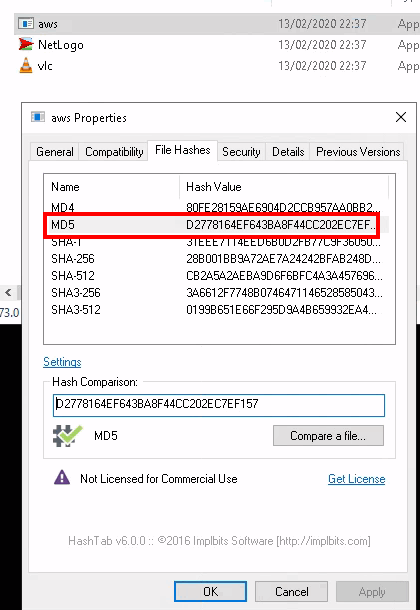 aws 13/02/2020 22:37 App
NetLogo 13/02/2020 22:37 App
vlc 13/02/2020 22:37 App
aws Properties
General Compatibility File Hashes Security Details Previous Versions
Name Hash Value
MD4 80FE28159AE6904D2CCB957AA0BB2...
MD5 D2778164EF643BA8F44CC202EC7EF...
SHA-1 31EEE7114EED6B0D2FB77C9F36050...
SHA-256 28B001BB9A72AE7A24242BFAB248D...
SHA-512 CB2A5A2AEBA9D6F6BFC4A3A457696...
SHA3-256 3A6612F7748B0746471146528585043...
SHA3-512 0199B651E66F295D9A4B659932EA4...
73.0
Settings
Hash Comparison:
D2778164EF643BA8F44CC202EC7EF157
MD5 Compare a file...
Not Licensed for Commercial Use Get License
HashTab v6.0.0 :: ©2016 Implbits Software [http://implbits.com]
OK Cancel Apply